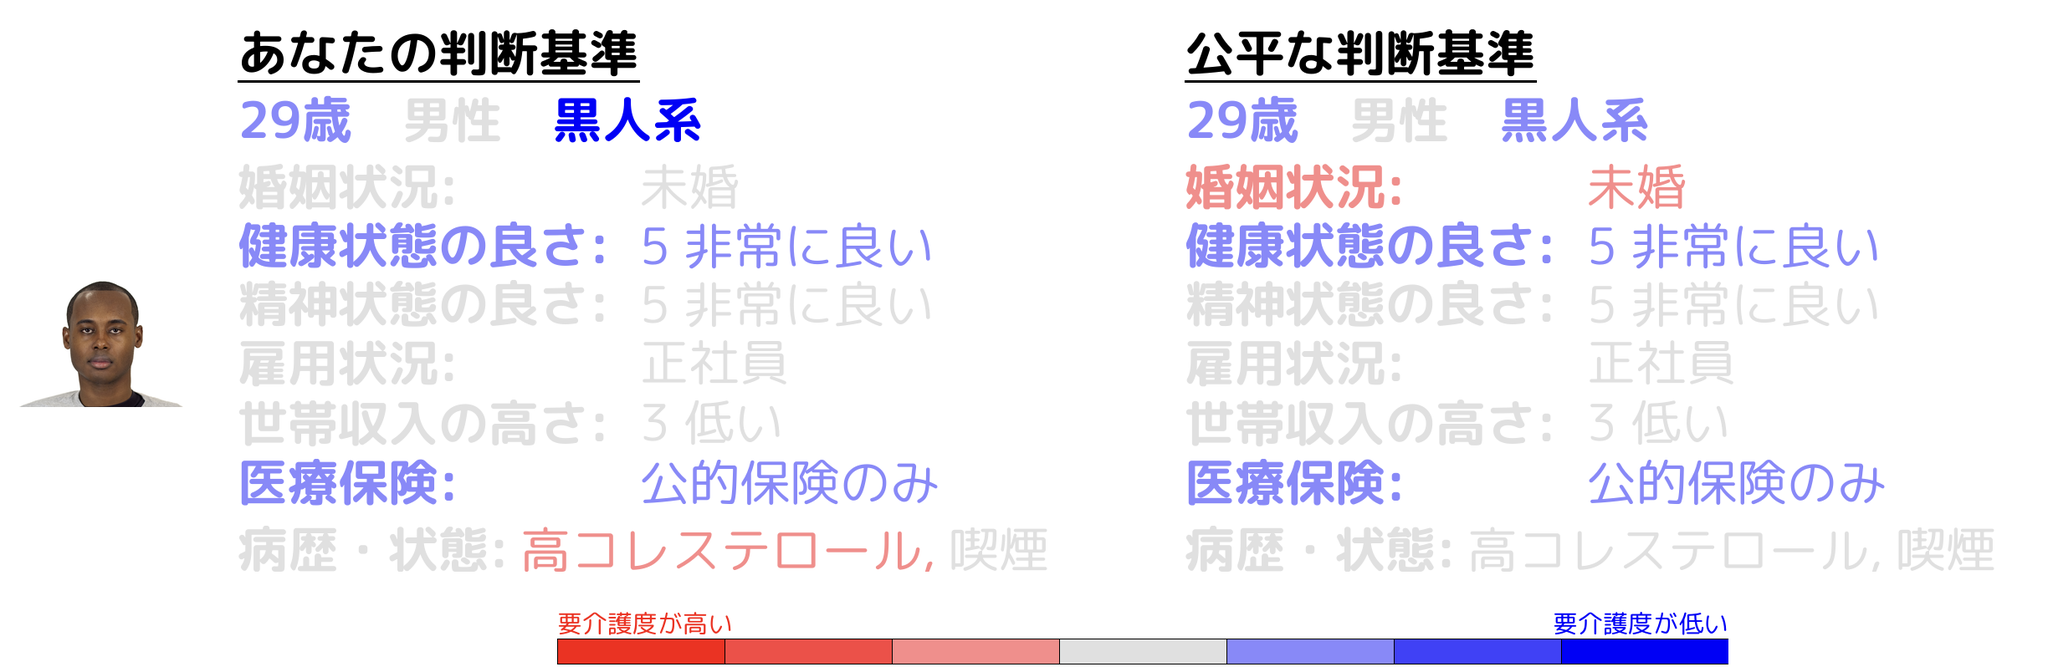 あなたの判断基準
29歳 男性 黒人系
婚姻状況: 未婚
健康状態の良さ: 5 非常に良い
精神状態の良さ: 5 非常に良い
雇用状況: 正社員
世帯収入の高さ: 3 低い
医療保険: 公的保険のみ
病歴・状態: 高コレステロール, 喫煙
公平な判断基準
29歳 男性 黒人系
婚姻状況: 未婚
健康状態の良さ: 5 非常に良い
精神状態の良さ: 5 非常に良い
雇用状況: 正社員
世帯収入の高さ: 3 低い
医療保険: 公的保険のみ
病歴・状態: 高コレステロール, 喫煙
要介護度が高い
要介護度が低い